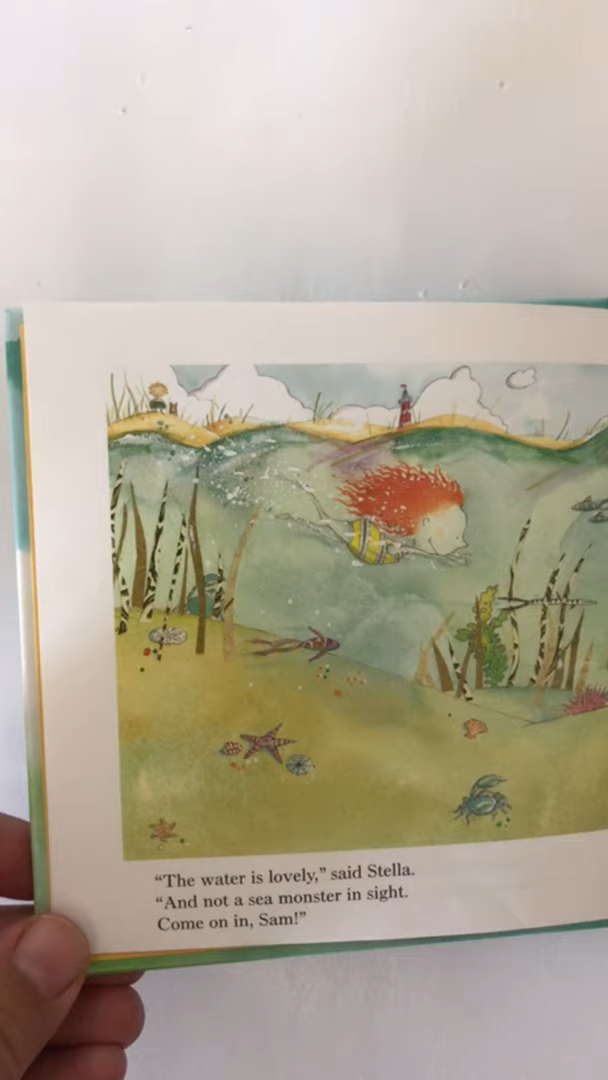 “The water is lovely,” said Stella.
“And not a sea monster in sight.
Come on in, Sam!”